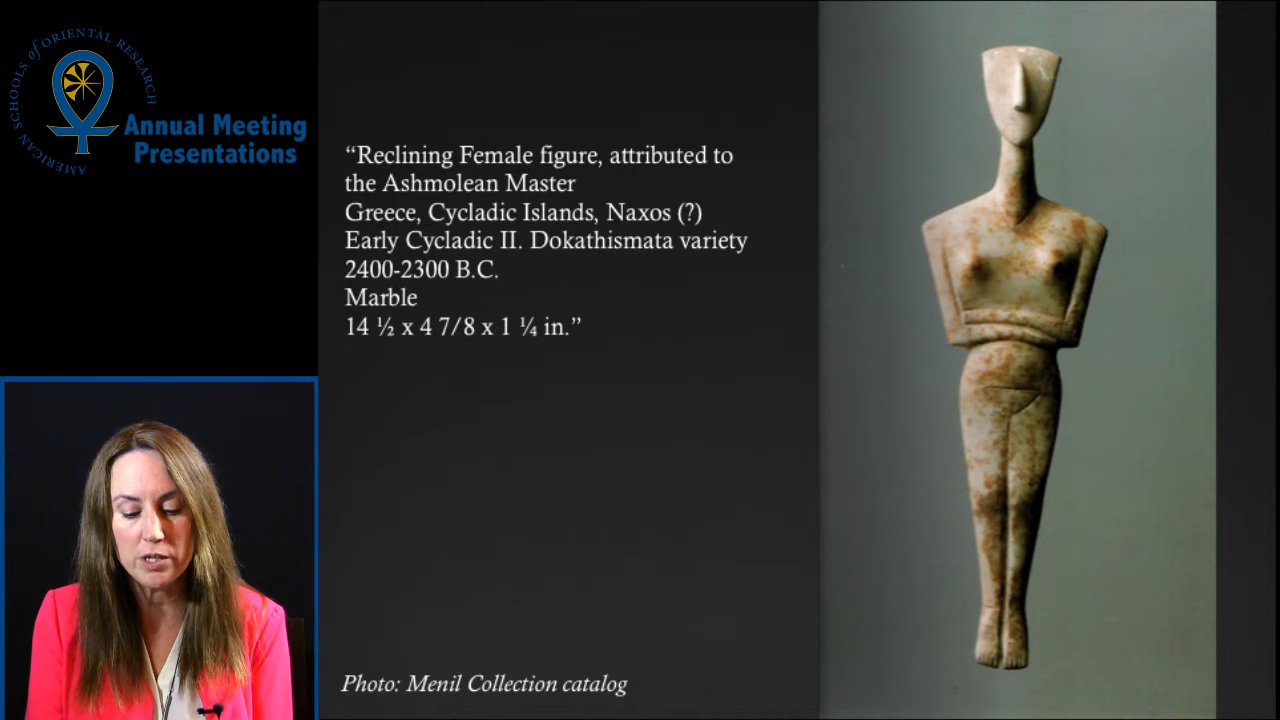 AMERICAN SCHOOLS of ORIENTAL RESEARCH
Annual Meeting
Presentations
“Reclining Female figure, attributed to
the Ashmolean Master
Greece, Cycladic Islands, Naxos (?)
Early Cycladic II. Dokathismata variety
2400-2300 B.C.
Marble
14 ½ x 4 7/8 x 1 ¼ in.”
Photo: Menil Collection catalog